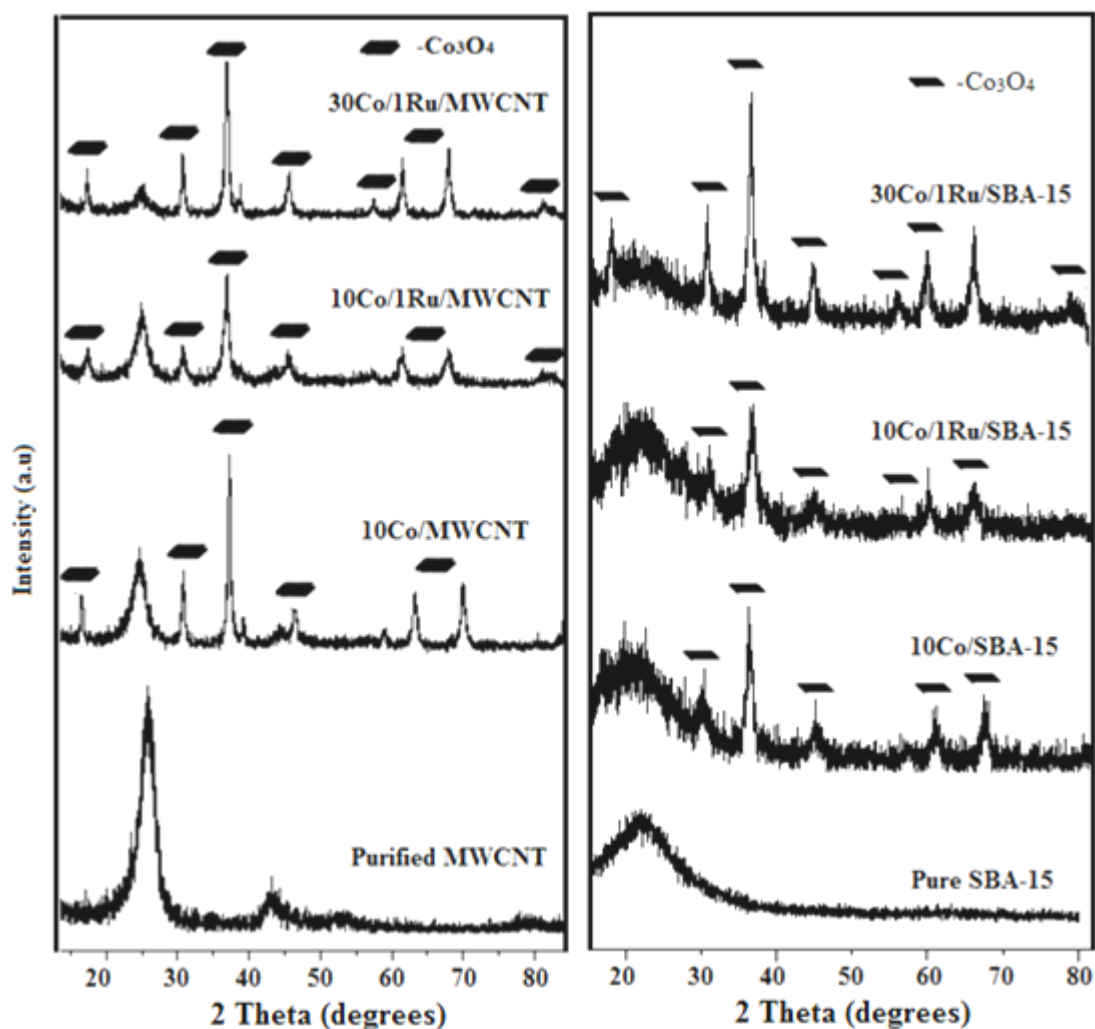 Intensity (a.u)
-Co₃O₄
30Co/1Ru/MWCNT
10Co/1Ru/MWCNT
10Co/MWCNT
Purified MWCNT
20 30 40 50 60 70 80
2 Theta (degrees)
-Co₃O₄
30Co/1Ru/SBA-15
10Co/1Ru/SBA-15
10Co/SBA-15
Pure SBA-15
20 30 40 50 60 70 80
2 Theta (degrees)